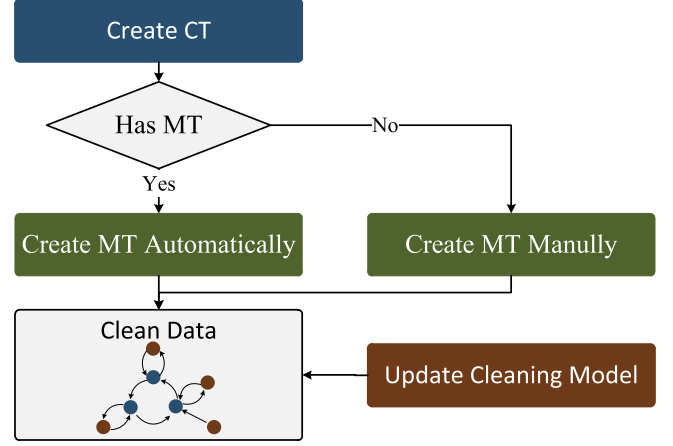 Create CT
Has MT
No
Yes
Create MT Automatically
Create MT Manully
Clean Data
Update Cleaning Model